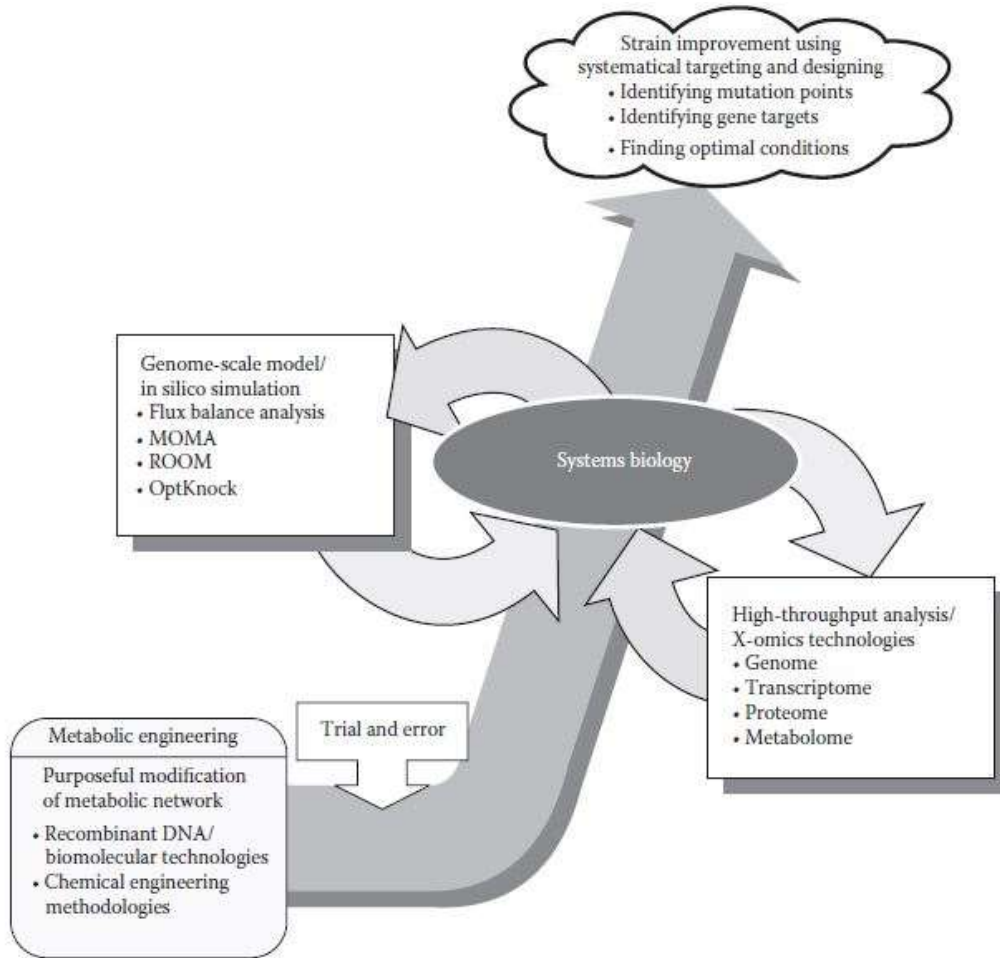 Strain improvement using
systematical targeting and designing
• Identifying mutation points
• Identifying gene targets
• Finding optimal conditions
Genome-scale model/
in silico simulation
• Flux balance analysis
• MOMA
• ROOM
• OptKnock
Systems biology
High-throughput analysis/
X-omics technologies
• Genome
• Transcriptome
• Proteome
• Metabolome
Trial and error
Metabolic engineering
Purposeful modification
of metabolic network
• Recombinant DNA/
biomolecular technologies
• Chemical engineering
methodologies